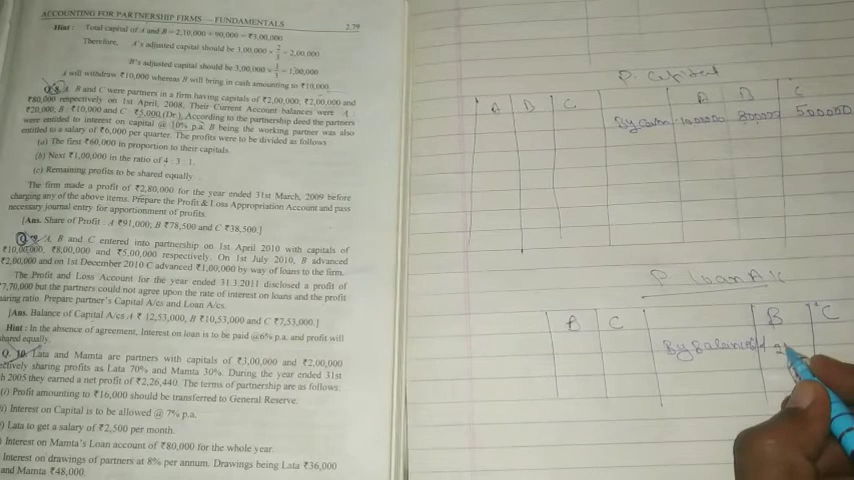 ACCOUNTING FOR PARTNERSHIP FIRMS — FUNDAMENTALS
2.79
Hint : Total capital of A and B = 2,10,000 + 90,000 = ₹3,00,000
Therefore, A's adjusted capital should be 3,00,000 × 2/3 = 2,00,000
B's adjusted capital should be 3,00,000 × 1/3 = 1,00,000
A will withdraw ₹10,000 whereas B will bring in cash amounting to ₹10,000
Q. 8. A B and C were partners in a firm having capitals of ₹2,00,000; ₹2,00,000 and
₹80,000 respectively on 1st April, 2008. Their Current Account balances were A :
₹20,000, B : ₹10,000 and C ₹5,000 (Dr.) According to the partnership deed the partners
were entitled to interest on capital @ 10% p.a. B being the working partner was also
entitled to a salary of ₹6,000 per quarter. The profits were to be divided as follows
(a) The first ₹60,000 in proportion to their capitals.
(b) Next ₹1,00,000 in the ratio of 4 : 3 : 1.
(c) Remaining profits to be shared equally
The firm made a profit of ₹2,80,000 for the year ended 31st March, 2009 before
charging any of the above items. Prepare the Profit & Loss Appropriation Account and pass
necessary journal entry for apportionment of profits.
[Ans. Share of Profit : A ₹91,000; B ₹78,500 and C ₹38,500.]
Q. 9. A, B and C entered into partnership on 1st April 2010 with capitals of
₹10,00,000, ₹8,00,000 and ₹5,00,000 respectively. On 1st July 2010, B advanced
₹2,00,000 and on 1st December 2010 C advanced ₹1,00,000 by way of loans to the firm.
The Profit and Loss Account for the year ended 31.3.2011 disclosed a profit of
₹7,70,000 but the partners could not agree upon the rate of interest on loans and the profit
sharing ratio. Prepare partner's Capital A/cs and Loan A/cs.
[Ans. Balance of Capital A/cs A ₹ 12,53,000, B ₹10,53,000 and C ₹7,53,000.]
Hint : In the absence of agreement, Interest on loan is to be paid @6% p.a. and profit will
shared equally.
Q. 10. Lata and Mamta are partners with capitals of ₹3,00,000 and ₹2,00,000
ectively sharing profits as Lata 70% and Mamta 30%. During the year ended 31st
h 2005 they earned a net profit of ₹2,26,440. The terms of partnership are as follows:
(i) Profit amounting to ₹16,000 should be transferred to General Reserve.
i) Interest on Capital is to be allowed @ 7% p.a.
) Lata to get a salary of ₹2,500 per month.
) Interest on Mamta's Loan account of ₹80,000 for the whole year.
Interest on drawings of partners at 8% per annum. Drawings being Lata ₹36,000
and Mamta ₹48,000.
P. Capital
A B C A B C
By Cash 1000000 800000 500000
P. Loan A/c
B C B C
By Balance